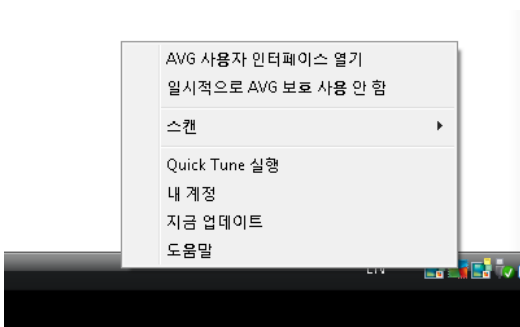 AVG 사용자 인터페이스 열기
일시적으로 AVG 보호 사용 안 함
스캔
Quick Tune 실행
내 계정
지금 업데이트
도움말
EN